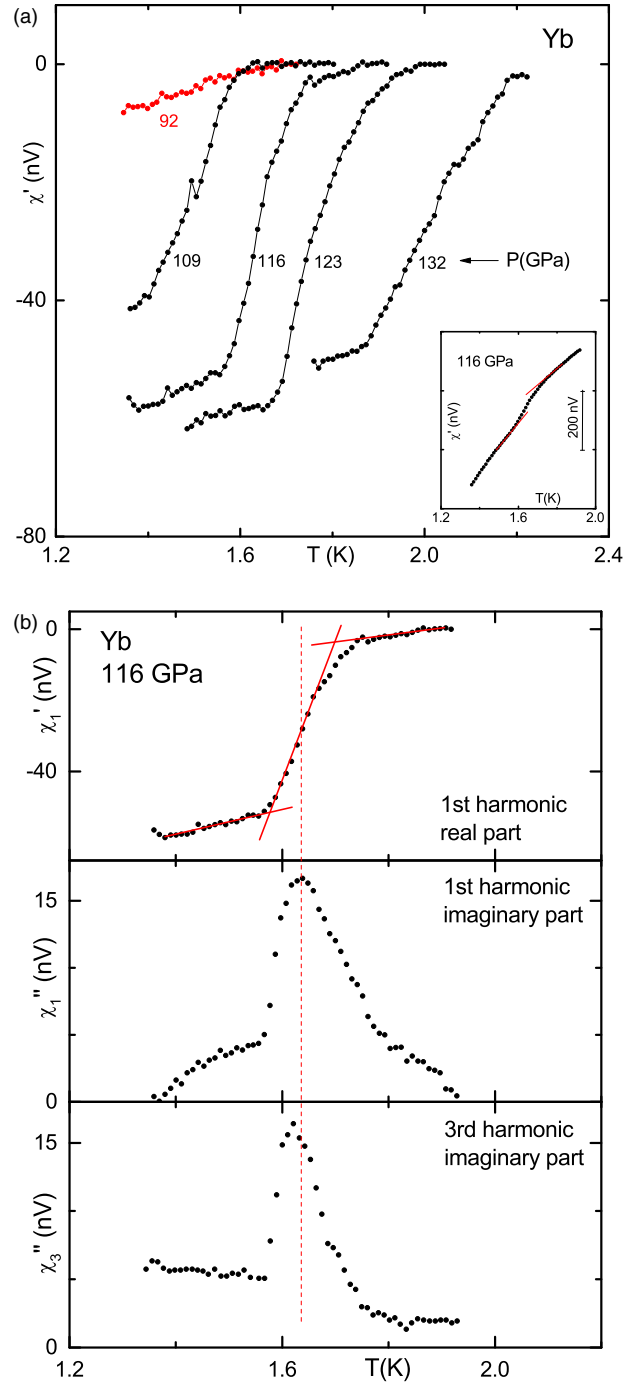 (a)
Yb
0
-40
-80
χ' (nV)
92
109
116
123
132
P(GPa)
116 GPa
χ' (nV)
200 nV
T(K)
1.2
1.6
2.0
1.2
1.6
2.0
2.4
T (K)
(b)
Yb
116 GPa
0
-40
χ₁' (nV)
1st harmonic
real part
15
0
χ₁" (nV)
1st harmonic
imaginary part
15
0
χ₃" (nV)
3rd harmonic
imaginary part
1.2
1.6
2.0
T(K)